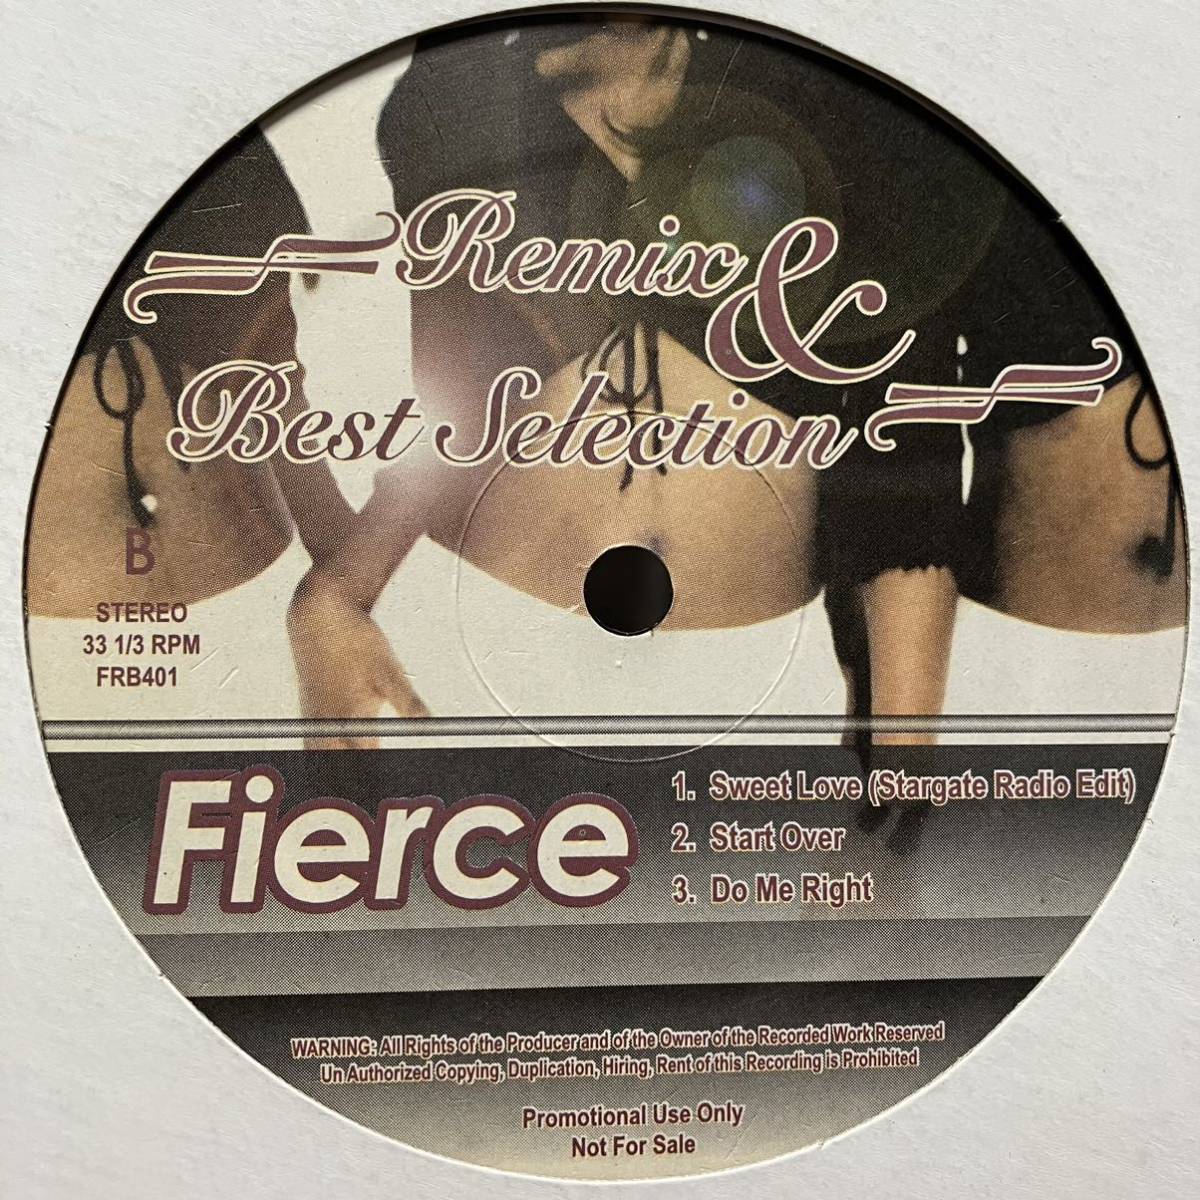 Remix &
Best Selection
B
STEREO
33 1/3 RPM
FRB401
Fierce
1. Sweet Love (Stargate Radio Edit)
2. Start Over
3. Do Me Right
WARNING: All Rights of the Producer and of the Owner of the Recorded Work Reserved
Un Authorized Copying, Duplication, Hiring, Rent of this Recording is Prohibited
Promotional Use Only
Not For Sale